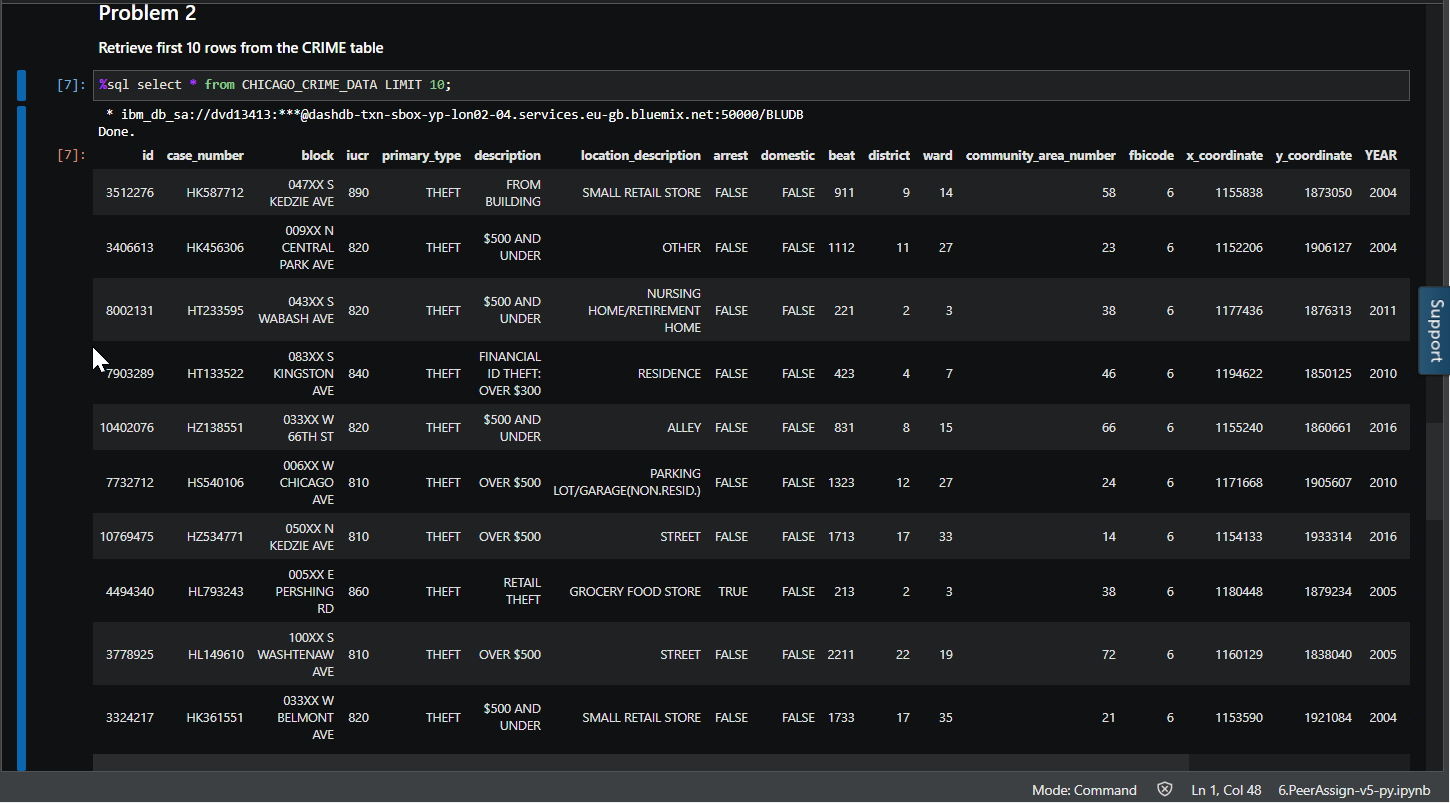 Problem 2
Retrieve first 10 rows from the CRIME table
[7]: %sql select * from CHICAGO_CRIME_DATA LIMIT 10;
* ibm_db_sa://dvd13413:***@dashdb-txn-sbox-yp-lon02-04.services.eu-gb.bluemix.net:50000/BLUDB
Done.
[7]: id case_number block iucr primary_type description location_description arrest domestic beat district ward community_area_number fbicode x_coordinate y_coordinate YEAR
3512276 HK587712 047XX S KEDZIE AVE 890 THEFT FROM BUILDING SMALL RETAIL STORE FALSE FALSE 911 9 14 58 6 1155838 1873050 2004
3406613 HK456306 009XX N CENTRAL PARK AVE 820 THEFT $500 AND UNDER OTHER FALSE FALSE 1112 11 27 23 6 1152206 1906127 2004
8002131 HT233595 043XX S WABASH AVE 820 THEFT $500 AND UNDER NURSING HOME/RETIREMENT HOME FALSE FALSE 221 2 3 38 6 1177436 1876313 2011
7903289 HT133522 083XX S KINGSTON AVE 840 THEFT FINANCIAL ID THEFT: OVER $300 RESIDENCE FALSE FALSE 423 4 7 46 6 1194622 1850125 2010
10402076 HZ138551 033XX W 66TH ST 820 THEFT $500 AND UNDER ALLEY FALSE FALSE 831 8 15 66 6 1155240 1860661 2016
7732712 HS540106 006XX W CHICAGO AVE 810 THEFT OVER $500 PARKING LOT/GARAGE(NON.RESID.) FALSE FALSE 1323 12 27 24 6 1171668 1905607 2010
10769475 HZ534771 050XX N KEDZIE AVE 810 THEFT OVER $500 STREET FALSE FALSE 1713 17 33 14 6 1154133 1933314 2016
4494340 HL793243 005XX E PERSHING RD 860 THEFT RETAIL THEFT GROCERY FOOD STORE TRUE FALSE 213 2 3 38 6 1180448 1879234 2005
3778925 HL149610 100XX S WASHTENAW AVE 810 THEFT OVER $500 STREET FALSE FALSE 2211 22 19 72 6 1160129 1838040 2005
3324217 HK361551 033XX W BELMONT AVE 820 THEFT $500 AND UNDER SMALL RETAIL STORE FALSE FALSE 1733 17 35 21 6 1153590 1921084 2004
Support
Mode: Command Ln 1, Col 48 6.PeerAssign-v5-py.ipynb